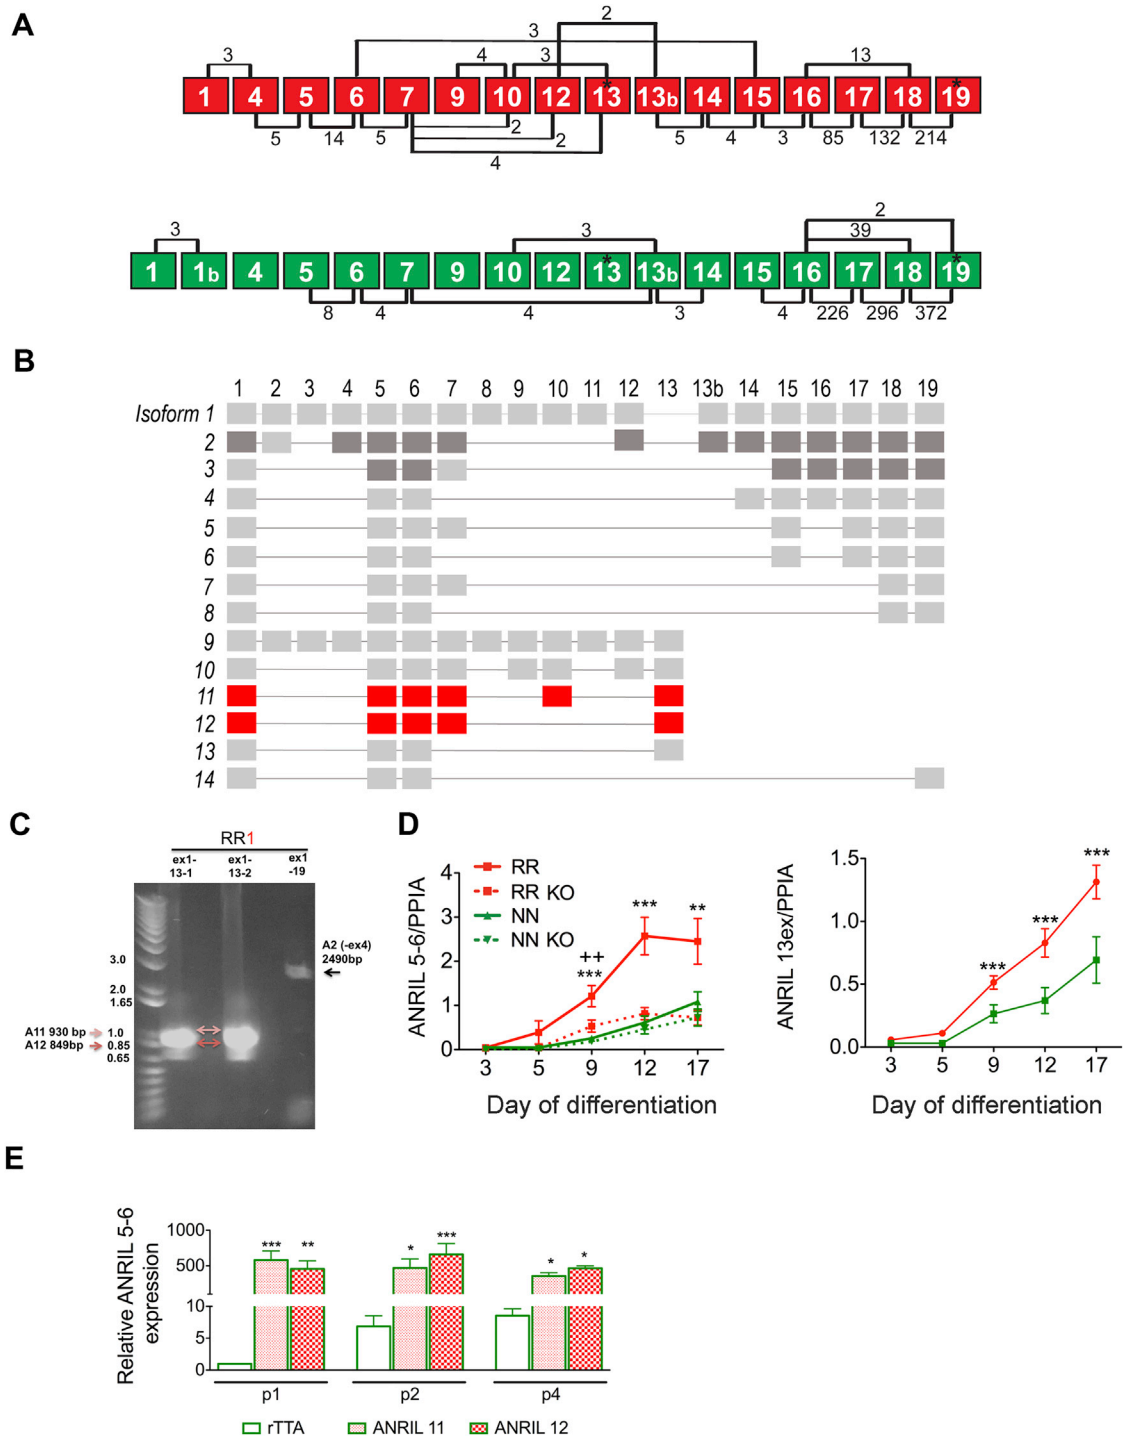 A
2
3
3 4 3 13
1 4 5 6 7 9 10 12 13* 13b 14 15 16 17 18 19*
5 14 5 2 2 4 5 4 3 85 132 214
2
3 3 39
1 1b 4 5 6 7 9 10 12 13* 13b 14 15 16 17 18 19*
8 4 4 3 4 226 296 372
B
1 2 3 4 5 6 7 8 9 10 11 12 13 13b 14 15 16 17 18 19
Isoform 1
2
3
4
5
6
7
8
9
10
11
12
13
14
C
RR1
ex1-13-1
ex1-13-2
ex1-19
3.0
2.0
1.65
1.0
0.85
0.65
A11 930 bp
A12 849bp
A2 (-ex4)
2490bp
D
ANRIL 5-6/PPIA
4
3
2
1
0
RR
RR KO
NN
NN KO
++
***
***
**
3 5 9 12 17
Day of differentiation
ANRIL 13ex/PPIA
1.5
1.0
0.5
0.0
***
***
***
3 5 9 12 17
Day of differentiation
E
Relative ANRIL 5-6
expression
1000
500
10
5
0
*** ** * *** * *
p1 p2 p4
rTTA ANRIL 11 ANRIL 12